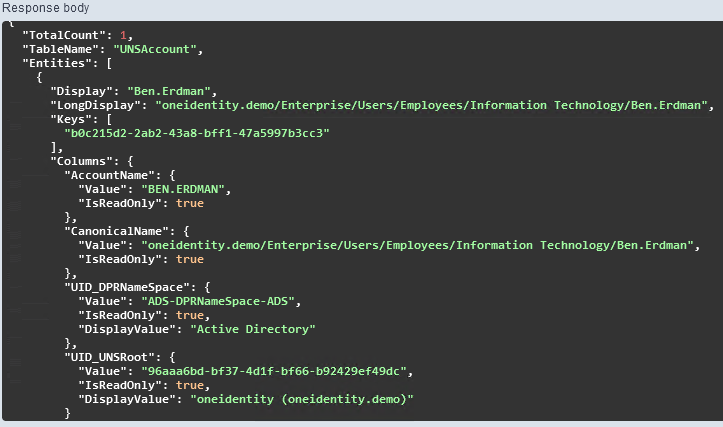 Response body
{
"TotalCount": 1,
"TableName": "UNSAccount",
"Entities": [
{
"Display": "Ben.Erdman",
"LongDisplay": "oneidentity.demo/Enterprise/Users/Employees/Information Technology/Ben.Erdman",
"Keys": [
"b0c215d2-2ab2-43a8-bff1-47a5997b3cc3"
],
"Columns": {
"AccountName": {
"Value": "BEN.ERDMAN",
"IsReadOnly": true
},
"CanonicalName": {
"Value": "oneidentity.demo/Enterprise/Users/Employees/Information Technology/Ben.Erdman",
"IsReadOnly": true
},
"UID_DPRNameSpace": {
"Value": "ADS-DPRNameSpace-ADS",
"IsReadOnly": true,
"DisplayValue": "Active Directory"
},
"UID_UNSRoot": {
"Value": "96aaa6bd-bf37-4d1f-bf66-b92429ef49dc",
"IsReadOnly": true,
"DisplayValue": "oneidentity (oneidentity.demo)"
}